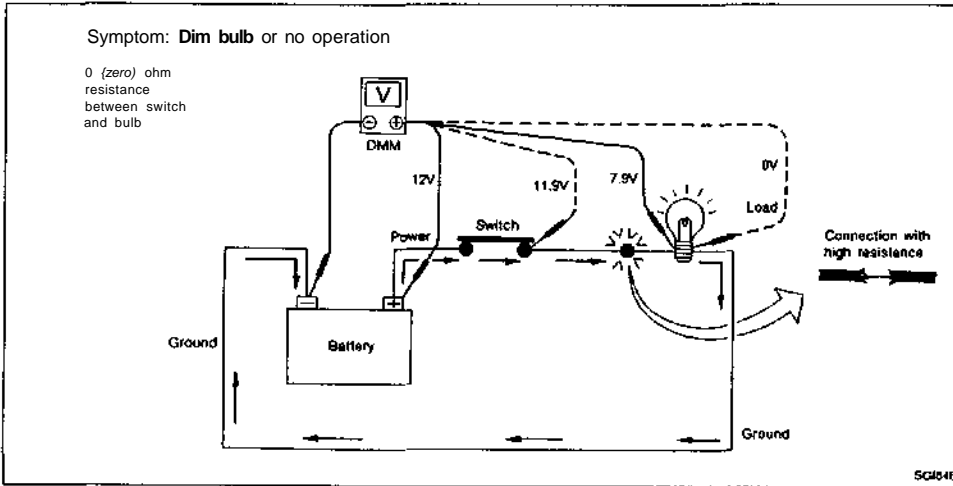 Symptom: Dim bulb or no operation
0 (zero) ohm
resistance
between switch
and bulb
V
DMM
12V
11.9V
7.9V
0V
Load
Switch
Power
Connection with
high resistance
Ground
Battery
Ground